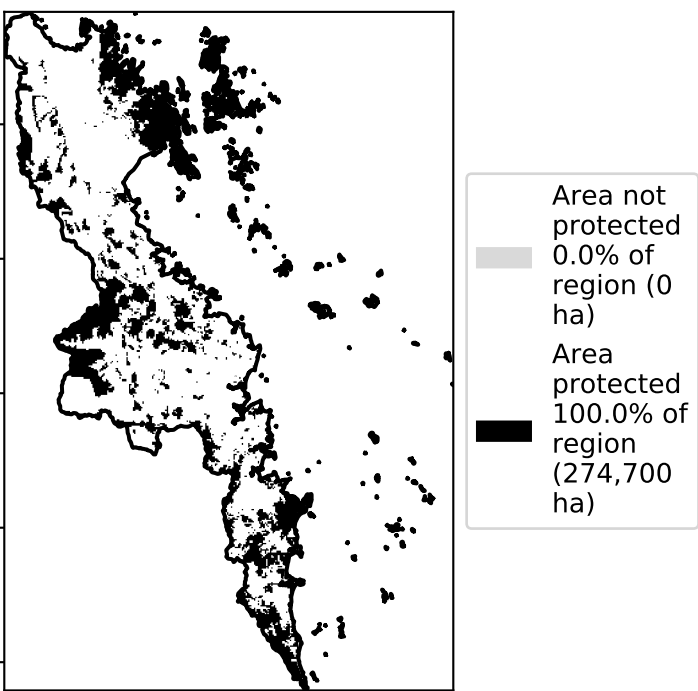 Area not
protected
0.0% of
region (0
ha)
Area
protected
100.0% of
region
(274,700
ha)